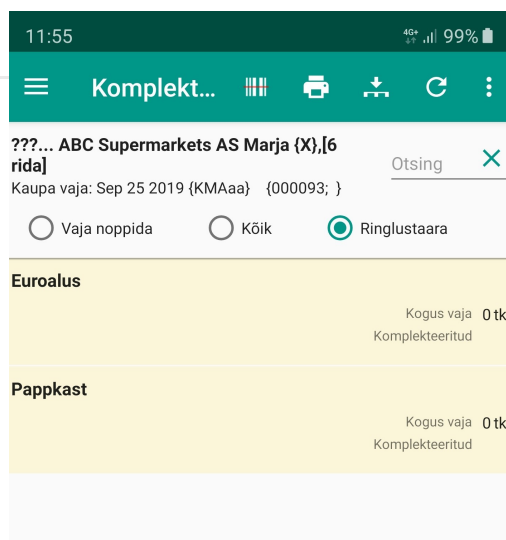 11:55 4G+ 99%
Komplekt...
???... ABC Supermarkets AS Marja {X},[6
rida]
Otsing
Kaupa vaja: Sep 25 2019 {KMAaa} {000093; }
Vaja noppida Kõik Ringlustaara
Euroalus
Kogus vaja 0 tk
Komplekteeritud
Pappkast
Kogus vaja 0 tk
Komplekteeritud